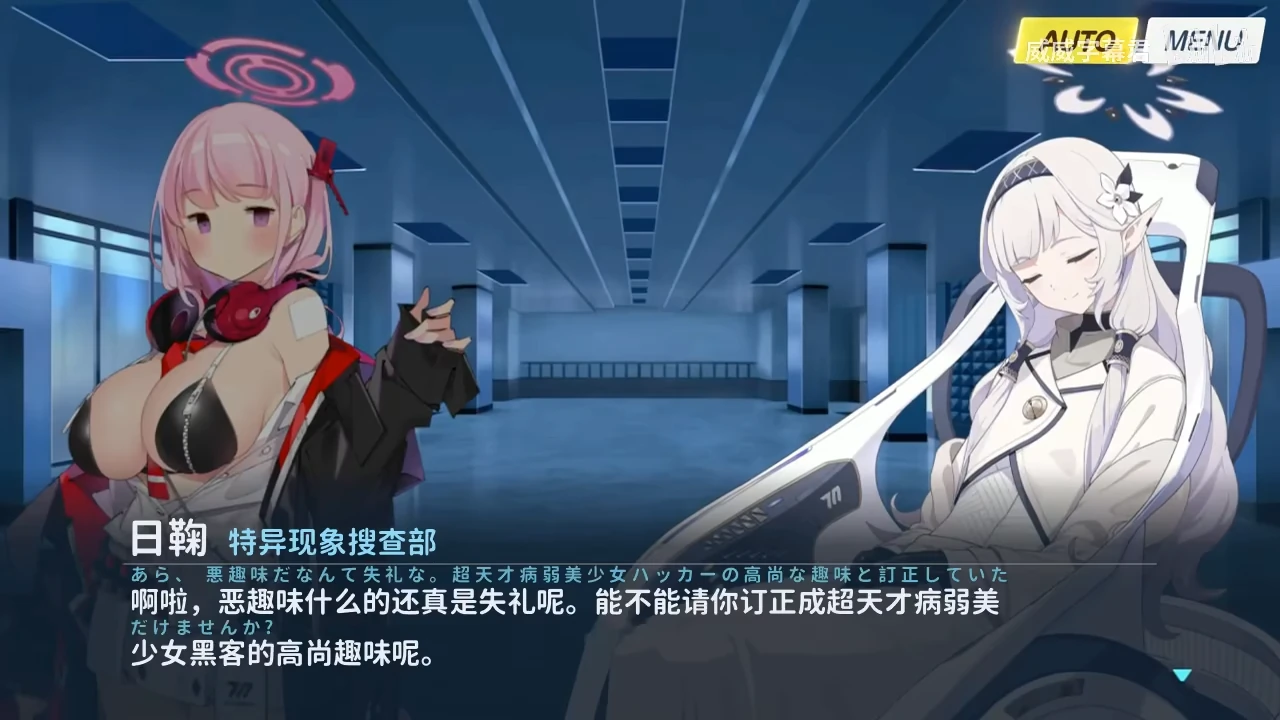 AUTO
MENU
威威字幕君
日鞠 特异现象搜查部
あら、悪趣味だなんて失礼な。超天才病弱美少女ハッカーの高尚な趣味と訂正していた
啊啦，恶趣味什么的还真是失礼呢。能不能请你订正成超天才病弱美
だけませんか?
少女黑客的高尚趣味呢。